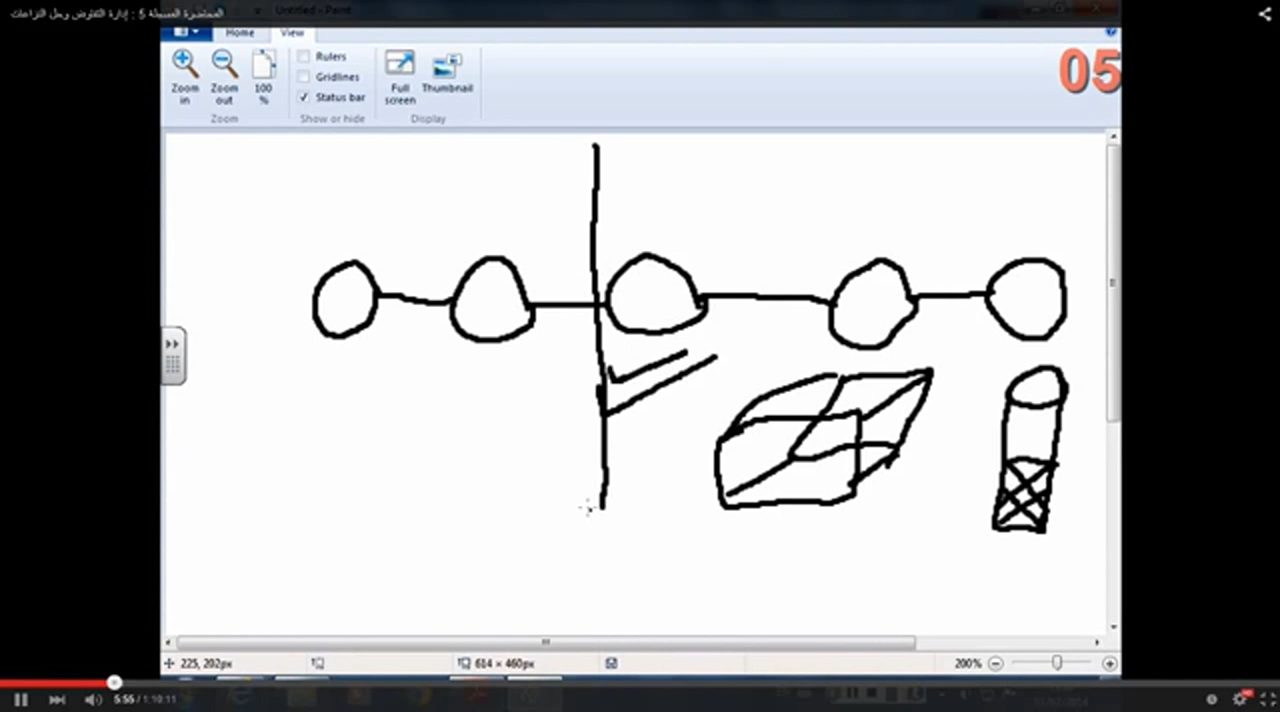 المحاضرة المسجلة 5 : إدارة التفاوض وحل النزاعات
Untitled - Paint
Home View
05
Zoom in
Zoom out
100 %
Rulers
Gridlines
Status bar
Full screen
Thumbnail
Zoom
Show or hide
Display
225, 202px
614 × 460px
200%
5:55 / 1:10:11